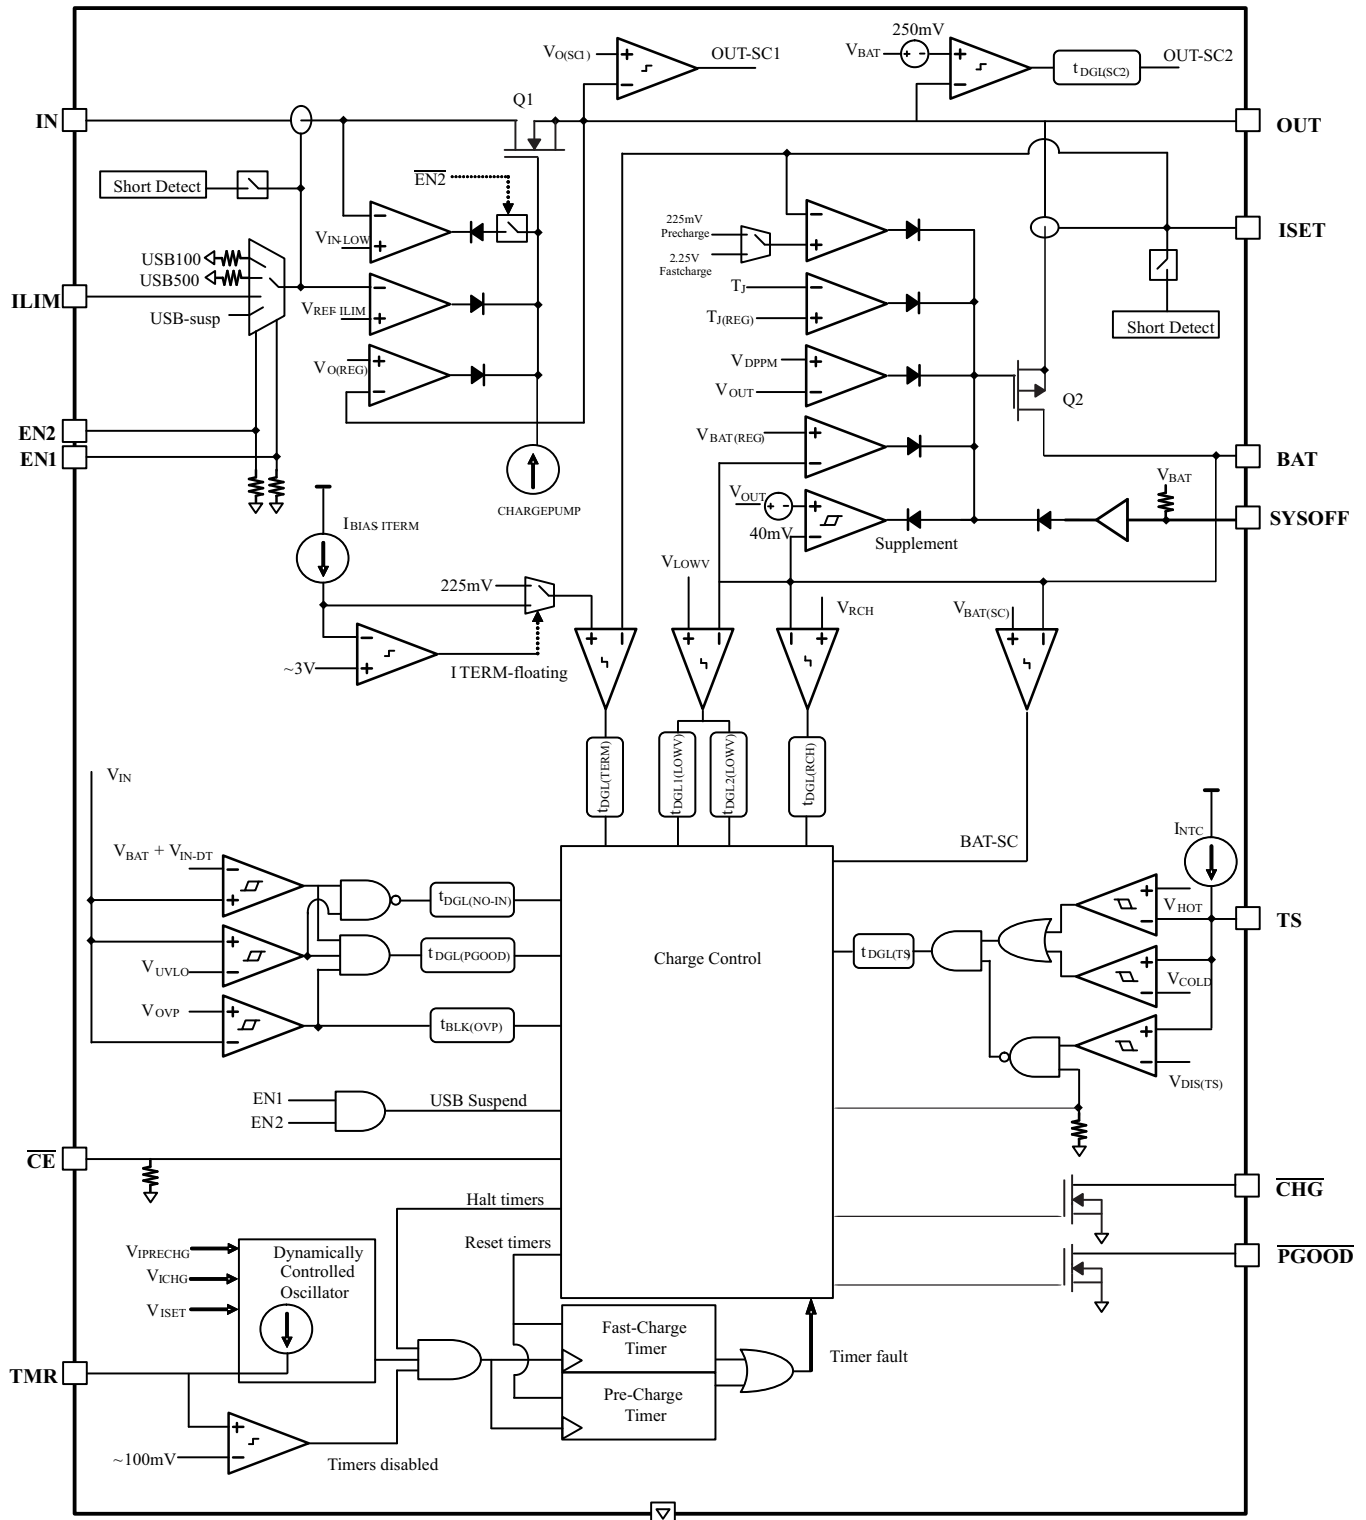 250mV
VO(SC1)
OUT-SC1
VBAT
tDGL(SC2)
OUT-SC2
Q1
IN
OUT
EN2
Short Detect
VIN-LOW
225mV
Precharge
2.25V
Fastcharge
ISET
USB100
USB500
ILIM
USB-susp
VREF-ILIM
TJ
TJ(REG)
Short Detect
VO(REG)
VDPPM
VOUT
Q2
EN2
EN1
VBAT(REG)
BAT
CHARGEPUMP
VOUT
40mV
Supplement
VBAT
SYSOFF
IBIAS ITERM
225mV
VLOWV
VRCH
VBAT(SC)
~3V
I TERM-floating
tDGL(TERM)
tDGL1(LOWV)
tDGL2(LOWV)
tDGL(RCH)
BAT-SC
VIN
INTC
VBAT + VIN-DT
tDGL(NO-IN)
VHOT
TS
VUVLO
tDGL(PGOOD)
Charge Control
tDGL(TS)
VCOLD
VOVP
tBLK(OVP)
VDIS(TS)
EN1
EN2
USB Suspend
CE
Halt timers
CHG
Reset timers
VIPRECHG
VICHG
VISET
Dynamically
Controlled
Oscillator
PGOOD
Fast-Charge
Timer
Timer fault
TMR
Pre-Charge
Timer
~100mV
Timers disabled